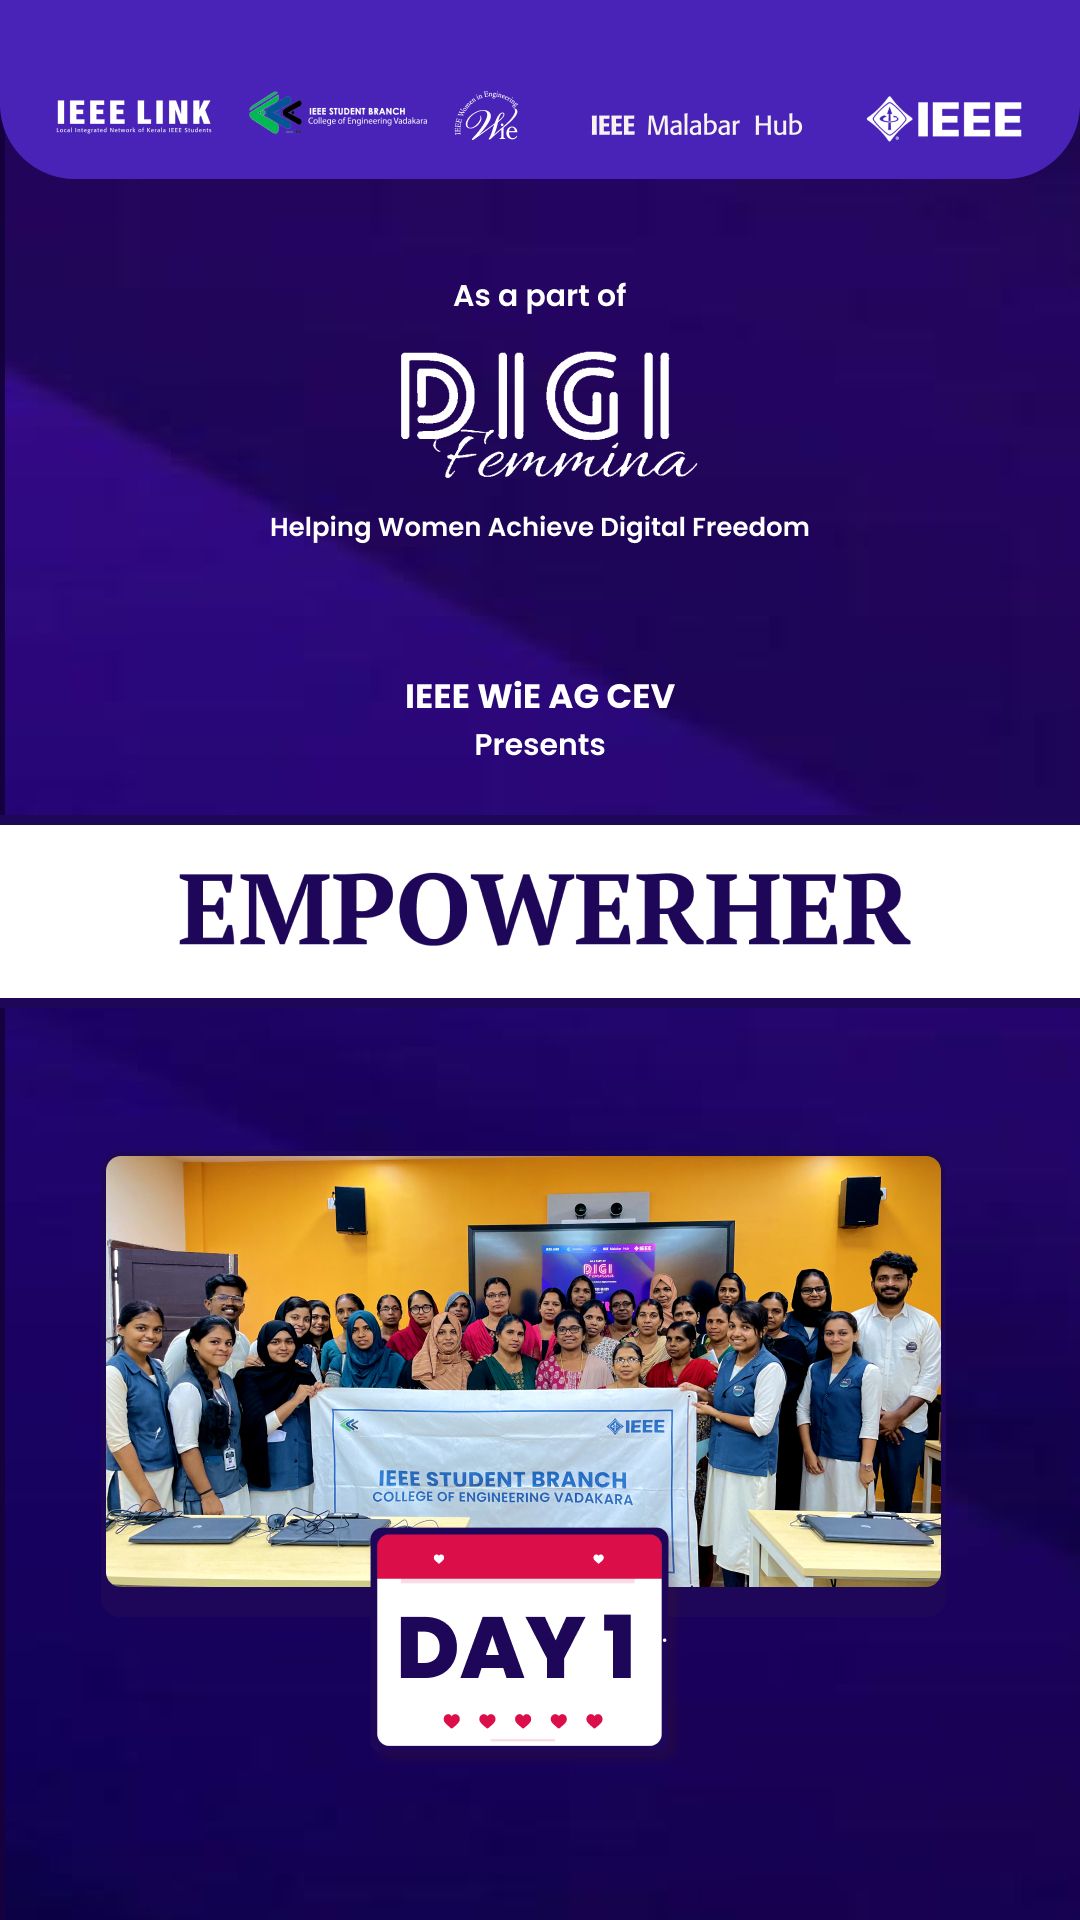 IEEE LINK
Local Integrated Network of Kerala IEEE Students
IEEE STUDENT BRANCH
College of Engineering Vadakara
IEEE Women in Engineering
WiE
IEEE Malabar Hub
IEEE
As a part of
DIGI
Femmina
Helping Women Achieve Digital Freedom
IEEE WiE AG CEV
Presents
EMPOWERHER
DIGI
Femmina
IEEE
IEEE STUDENT BRANCH
COLLEGE OF ENGINEERING VADAKARA
DAY 1